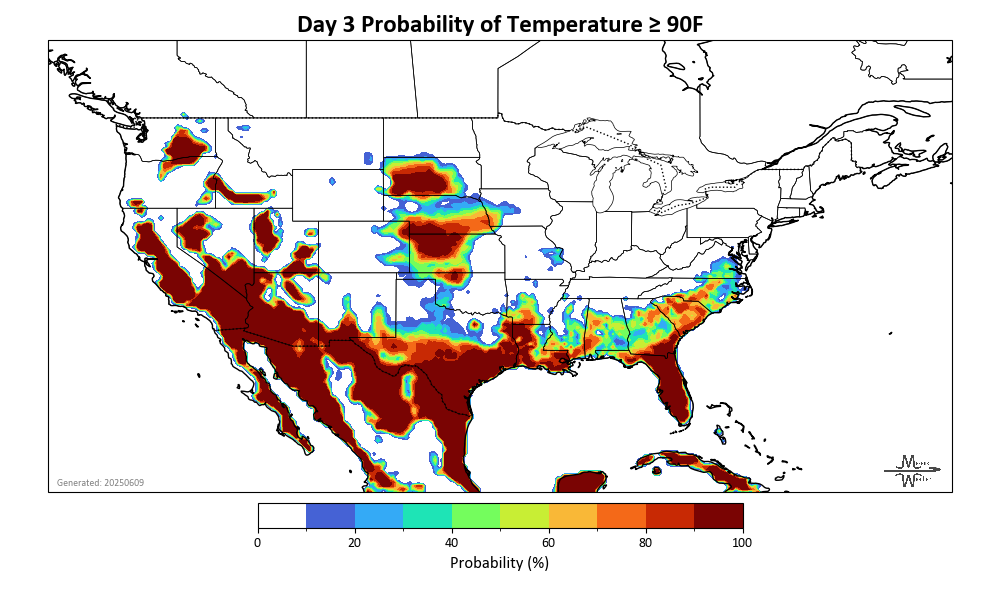 Day 3 Probability of Temperature ≥ 90F
Generated: 20250609
0 20 40 60 80 100
Probability (%)